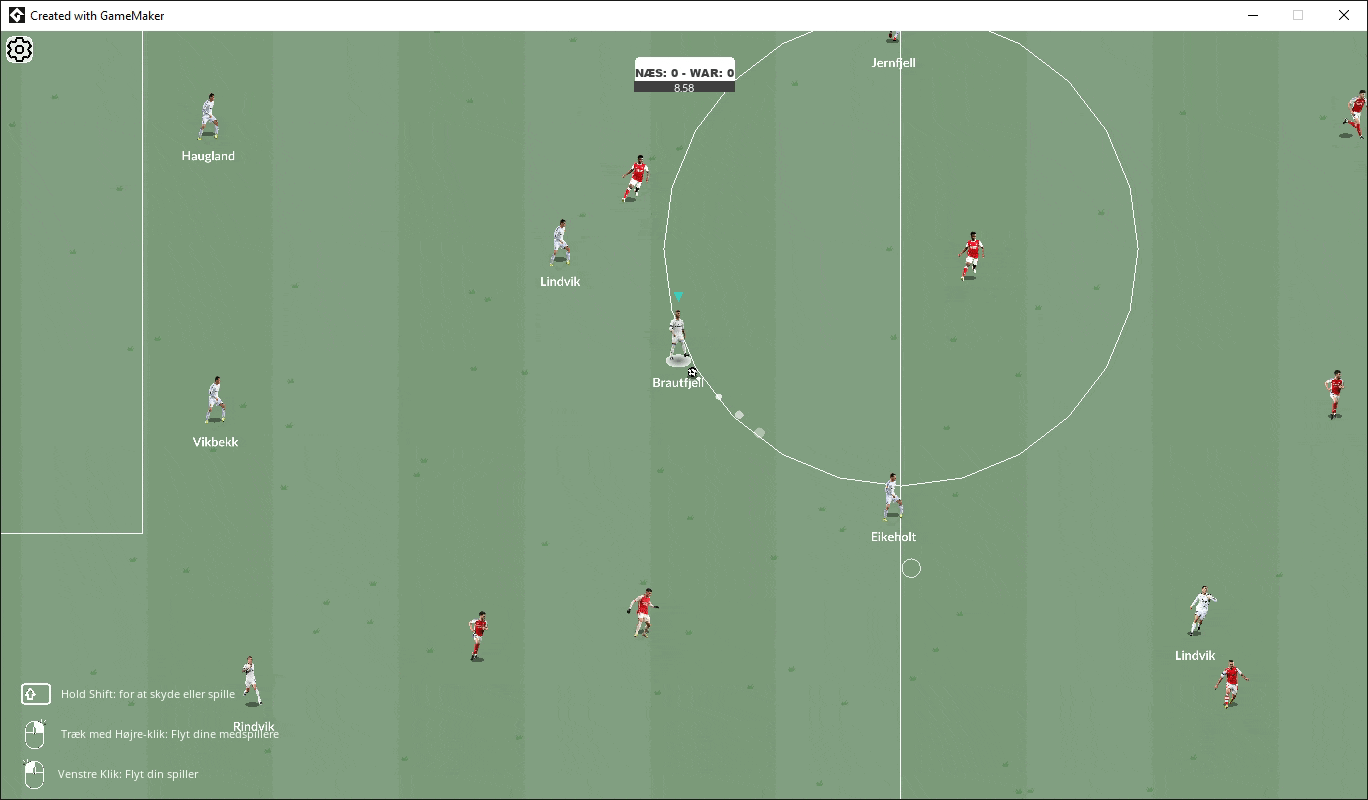 Created with GameMaker
Jernfjell
NÆS: 0 - WAR: 0
8.58
Haugland
Lindvik
Brautfjell
Vikbekk
Eikeholt
Lindvik
Hold Shift: for at skyde eller spille
Rindvik
Træk med Højre-klik: Flyt dine medspillere
Venstre Klik: Flyt din spiller